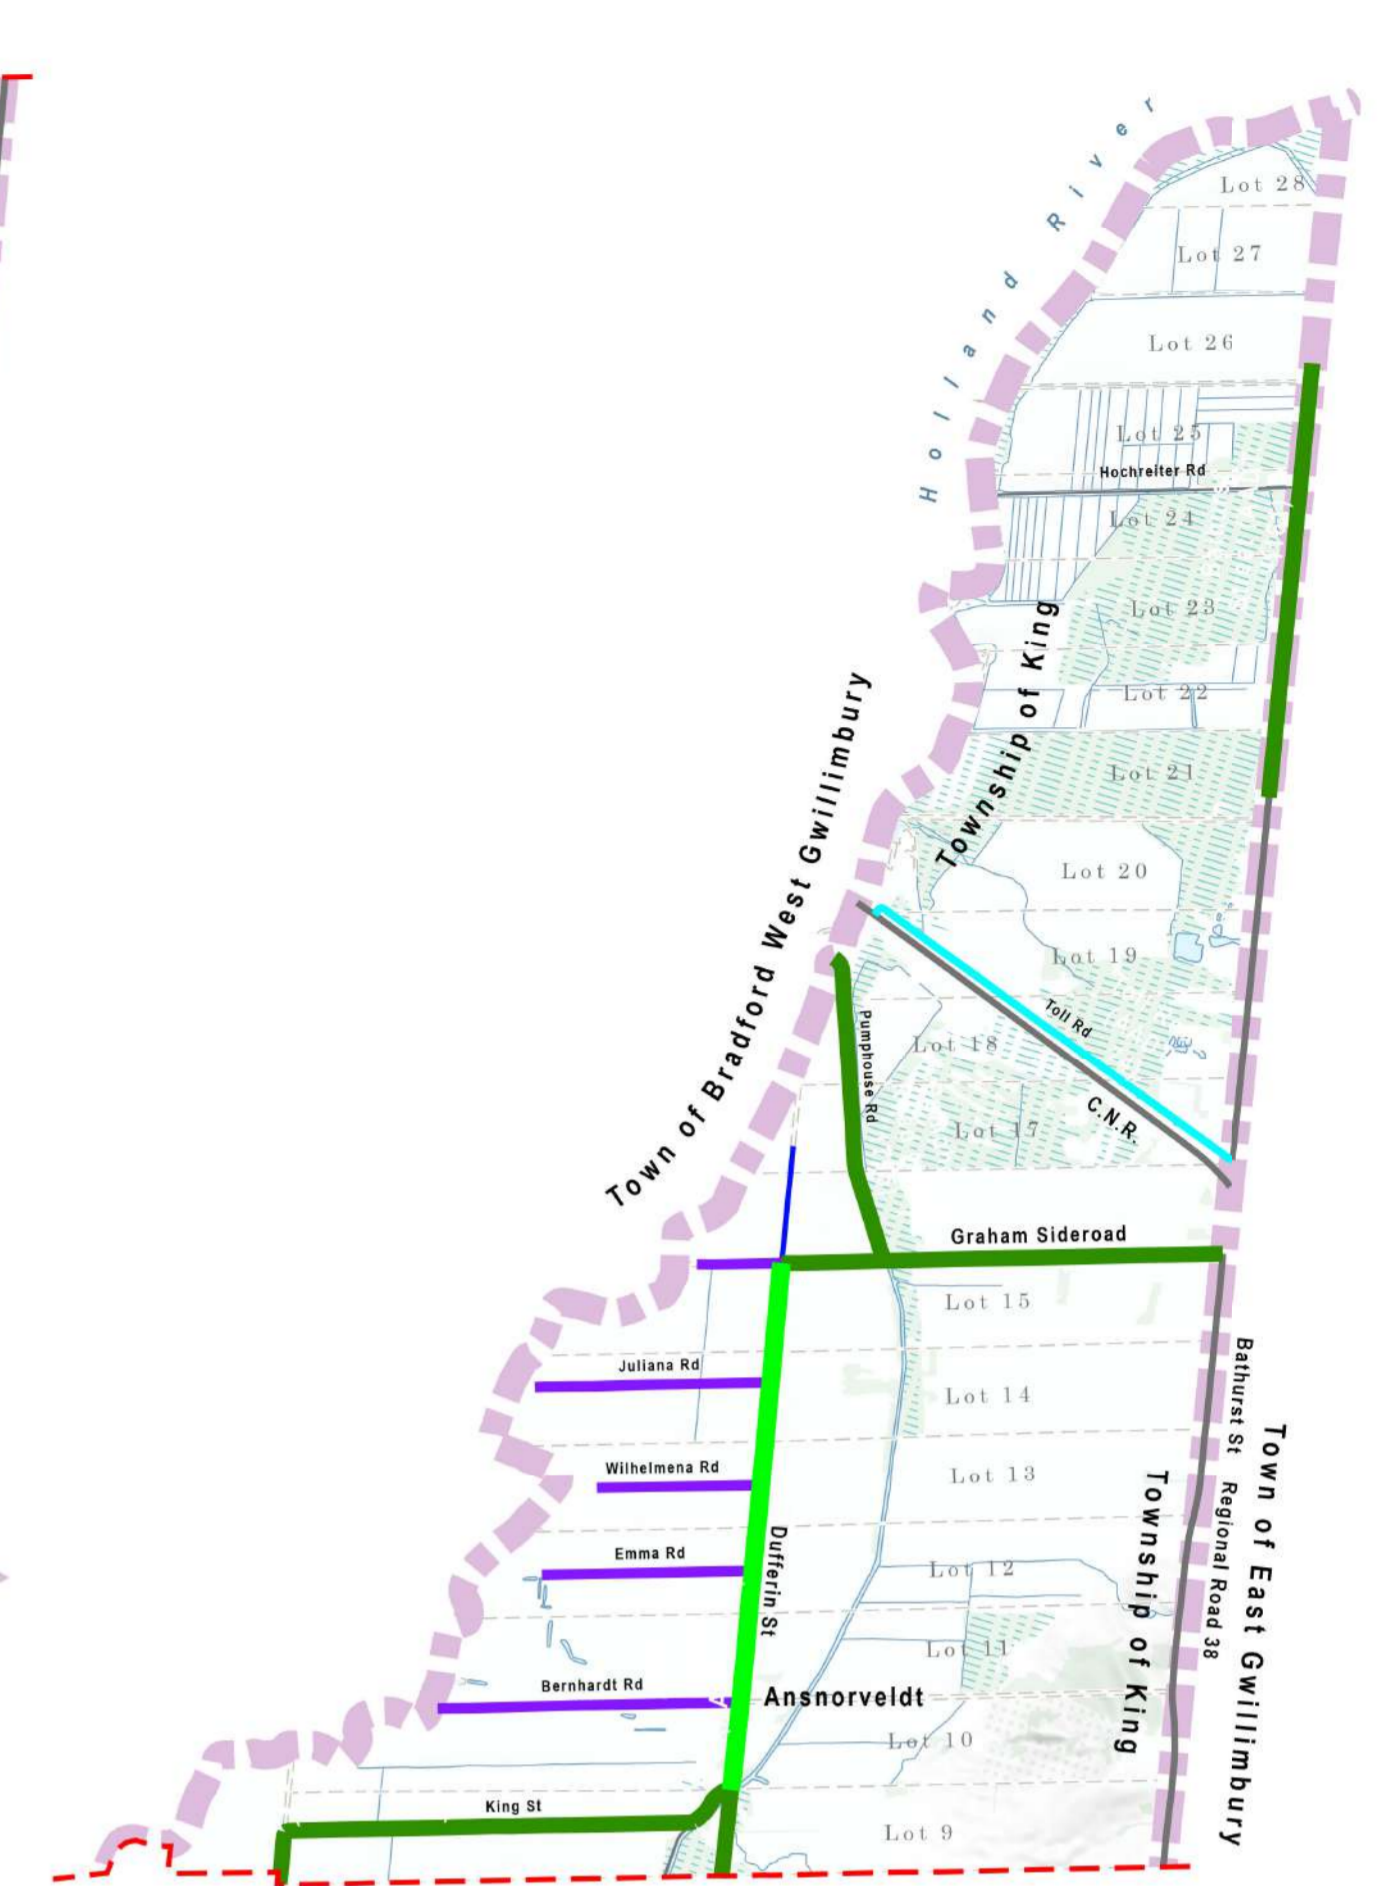 Holland River
Lot 28
Lot 27
Lot 26
Lot 25
Hochreiter Rd
Lot 24
Lot 23
Township of King
Lot 22
Lot 21
Town of Bradford West Gwillimbury
Lot 20
Lot 19
Toll Rd
Pumphouse Rd
Lot 18
C.N.R.
Lot 17
Graham Sideroad
Lot 15
Juliana Rd
Bathurst St Regional Road 38
Lot 14
Town of East Gwillimbury
Wilhelmena Rd
Lot 13
Township of King
Emma Rd
Dufferin St
Lot 12
Lot 11
Bernhardt Rd
A
Ansnorveldt
Lot 10
King St
Lot 9